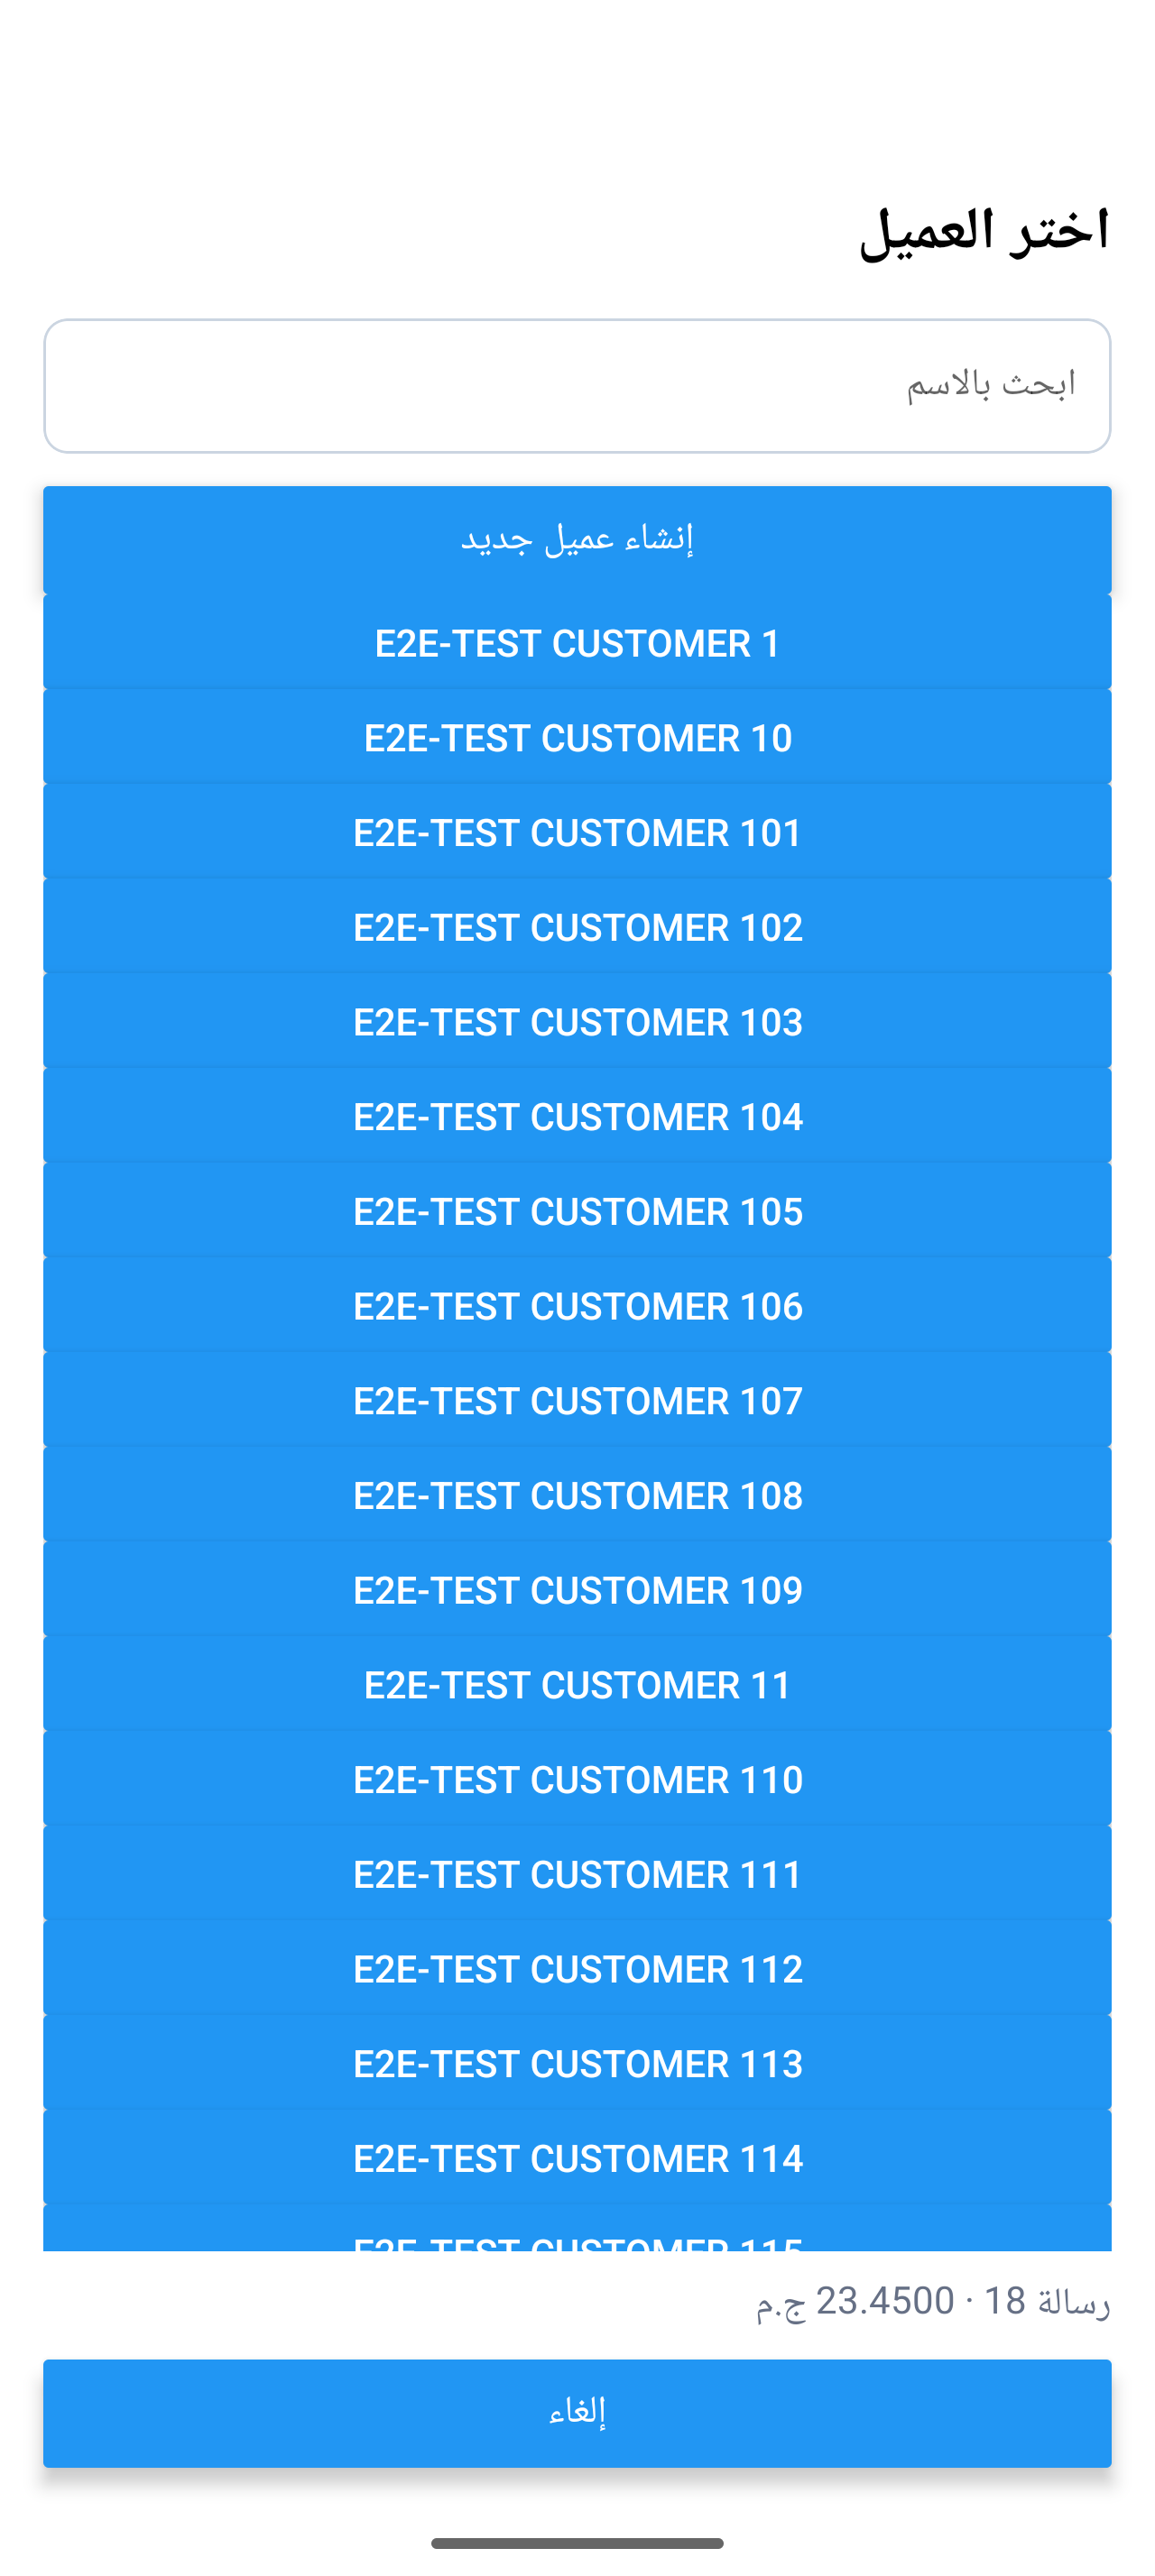 اختر العميل
ابحث بالاسم
إنشاء عميل جديد
E2E-TEST CUSTOMER 1
E2E-TEST CUSTOMER 10
E2E-TEST CUSTOMER 101
E2E-TEST CUSTOMER 102
E2E-TEST CUSTOMER 103
E2E-TEST CUSTOMER 104
E2E-TEST CUSTOMER 105
E2E-TEST CUSTOMER 106
E2E-TEST CUSTOMER 107
E2E-TEST CUSTOMER 108
E2E-TEST CUSTOMER 109
E2E-TEST CUSTOMER 11
E2E-TEST CUSTOMER 110
E2E-TEST CUSTOMER 111
E2E-TEST CUSTOMER 112
E2E-TEST CUSTOMER 113
E2E-TEST CUSTOMER 114
E2E-TEST CUSTOMER 115
رسالة 18 · 23.4500 ج.م
إلغاء